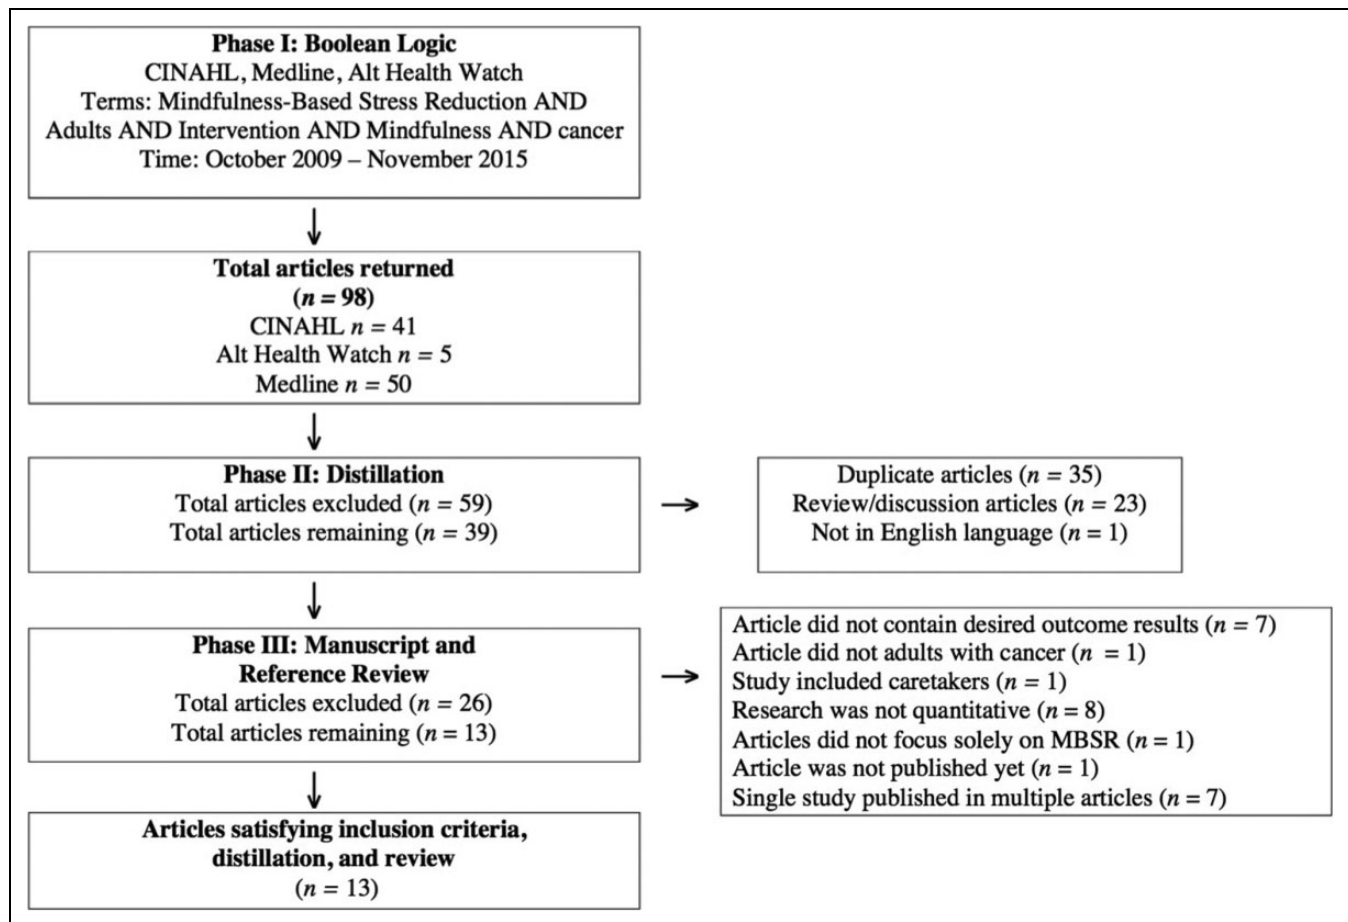 Phase I: Boolean Logic
CINAHL, Medline, Alt Health Watch
Terms: Mindfulness-Based Stress Reduction AND
Adults AND Intervention AND Mindfulness AND cancer
Time: October 2009 – November 2015
Total articles returned
(n = 98)
CINAHL n = 41
Alt Health Watch n = 5
Medline n = 50
Phase II: Distillation
Total articles excluded (n = 59)
Total articles remaining (n = 39)
Duplicate articles (n = 35)
Review/discussion articles (n = 23)
Not in English language (n = 1)
Phase III: Manuscript and
Reference Review
Total articles excluded (n = 26)
Total articles remaining (n = 13)
Article did not contain desired outcome results (n = 7)
Article did not adults with cancer (n = 1)
Study included caretakers (n = 1)
Research was not quantitative (n = 8)
Articles did not focus solely on MBSR (n = 1)
Article was not published yet (n = 1)
Single study published in multiple articles (n = 7)
Articles satisfying inclusion criteria,
distillation, and review
(n = 13)